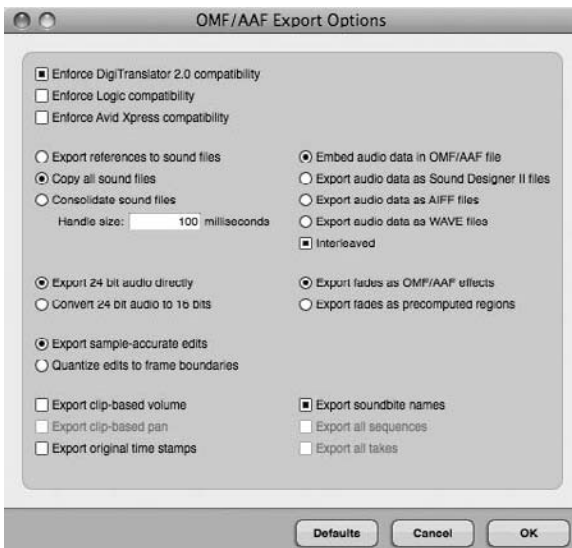 OMF/AAF Export Options
Enforce DigiTranslator 2.0 compatibility
Enforce Logic compatibility
Enforce Avid Xpress compatibility
Export references to sound files
Copy all sound files
Consolidate sound files
Handle size: 100 milliseconds
Embed audio data in OMF/AAF file
Export audio data as Sound Designer II files
Export audio data as AIFF files
Export audio data as WAVE files
Interleaved
Export 24 bit audio directly
Convert 24 bit audio to 16 bits
Export fades as OMF/AAF effects
Export fades as precomputed regions
Export sample-accurate edits
Quantize edits to frame boundaries
Export clip-based volume
Export clip-based pan
Export original time stamps
Export soundbite names
Export all sequences
Export all takes
Defaults
Cancel
OK